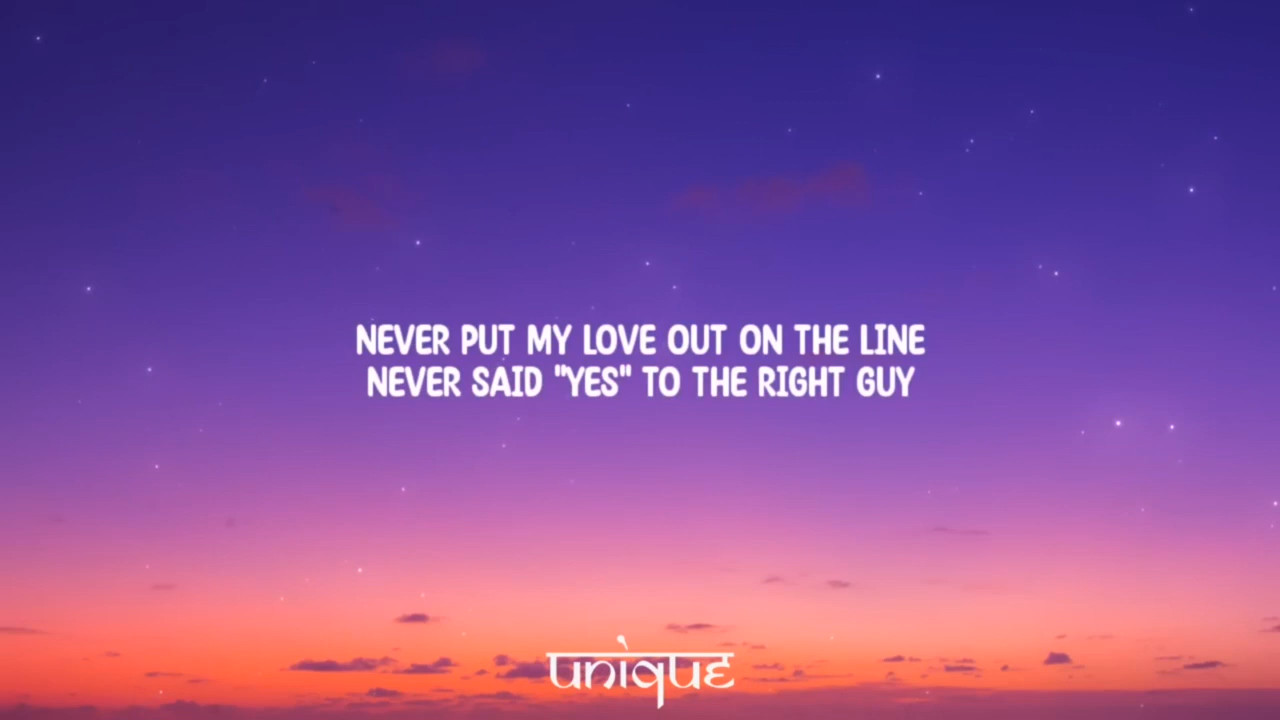 NEVER PUT MY LOVE OUT ON THE LINE
NEVER SAID "YES" TO THE RIGHT GUY
unique